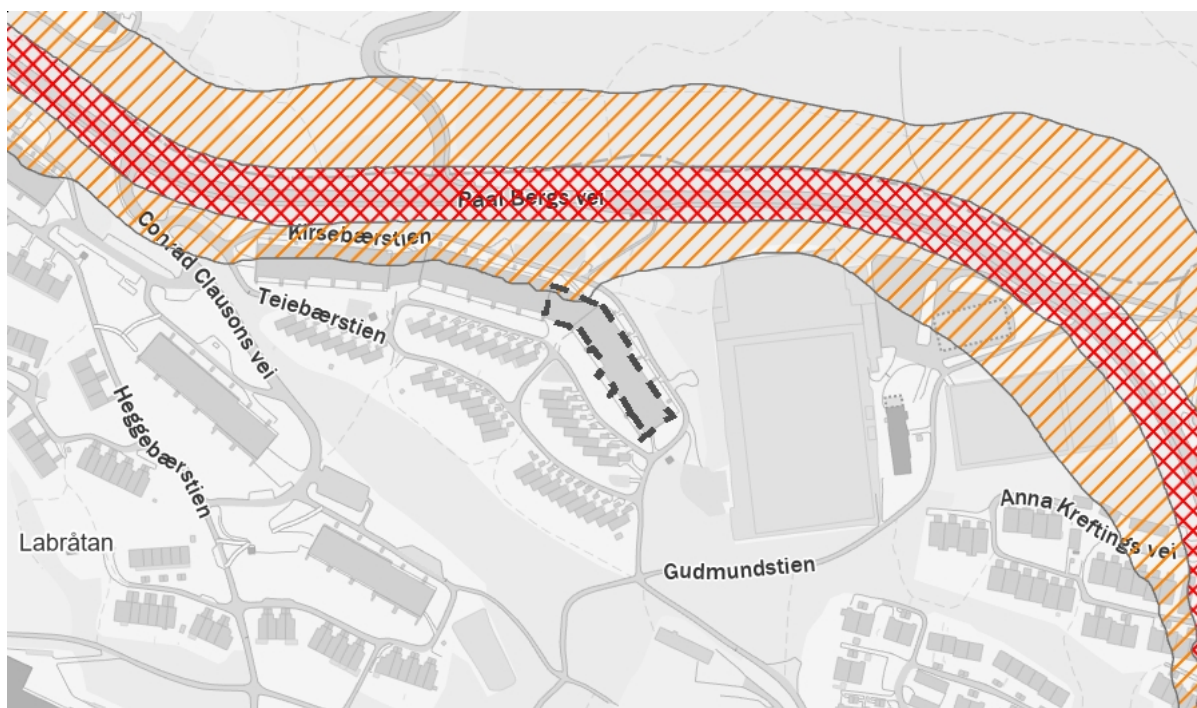 Paal Bergs vei
Kirsebærstien
Conrad Clausons vei
Teiebærstien
Heggebærstien
Anna Kreftings vei
Labråtan
Gudmundstien